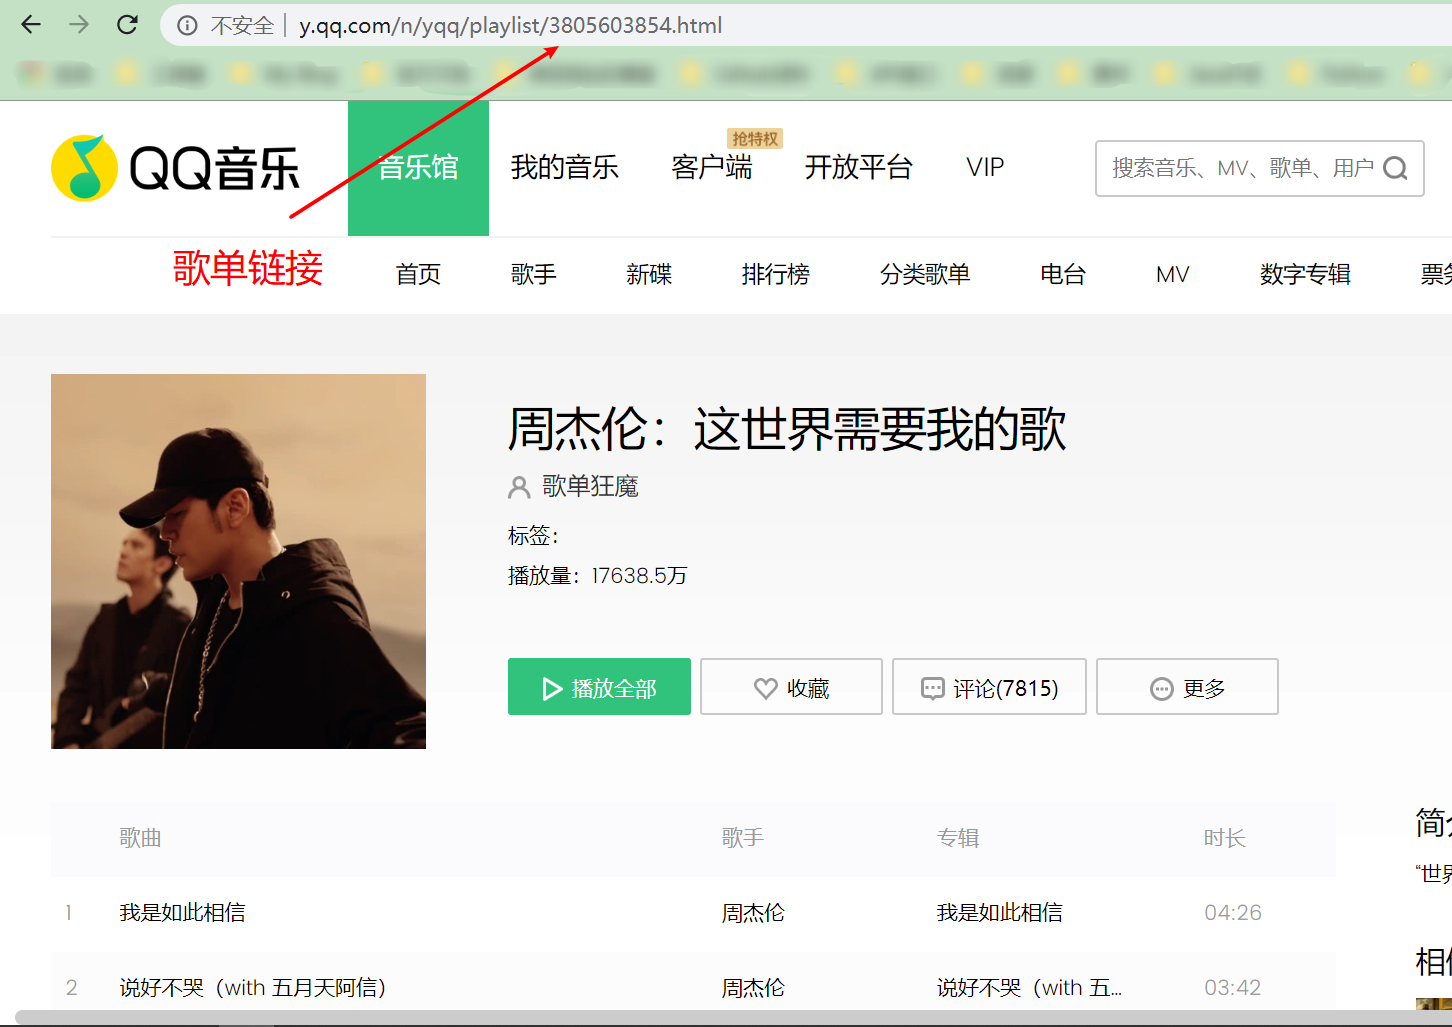 不安全 | y.qq.com/n/yqq/playlist/3805603854.html
QQ音乐
音乐馆 我的音乐 客户端 抢特权 开放平台 VIP
搜索音乐、MV、歌单、用户
歌单链接
首页 歌手 新碟 排行榜 分类歌单 电台 MV 数字专辑 票务
周杰伦：这世界需要我的歌
歌单狂魔
标签：
播放量：17638.5万
播放全部 收藏 评论(7815) 更多
歌曲 歌手 专辑 时长
简介
1 我是如此相信 周杰伦 我是如此相信 04:26
“世界
相似
2 说好不哭（with 五月天阿信） 周杰伦 说好不哭（with 五... 03:42